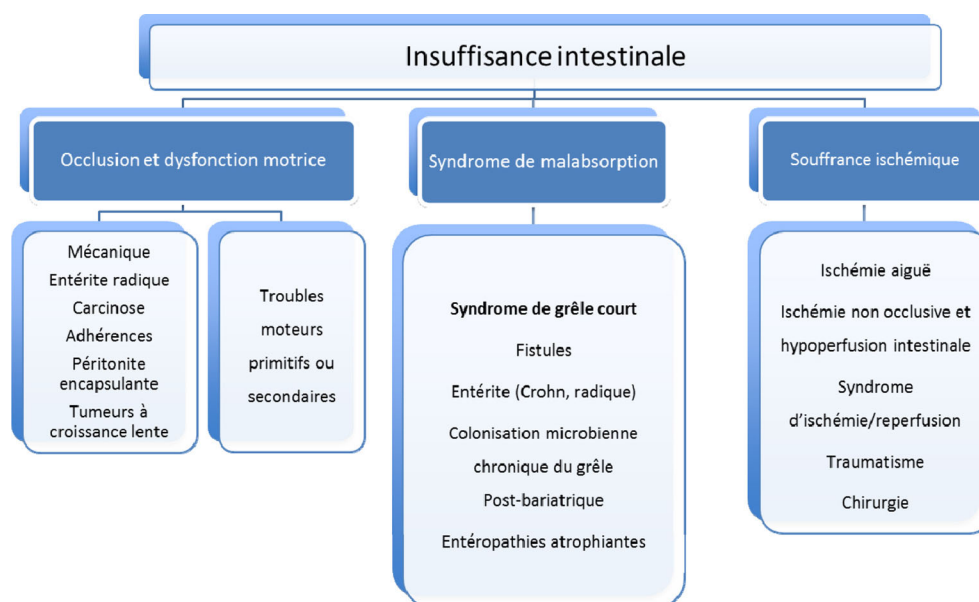 Insuffisance intestinale
Occlusion et dysfonction motrice
Syndrome de malabsorption
Souffrance ischémique
Mécanique
Entérite radique
Carcinose
Adhérences
Péritonite
encapsulante
Tumeurs à
croissance lente
Troubles
moteurs
primitifs ou
secondaires
Syndrome de grêle court
Fistules
Entérite (Crohn, radique)
Colonisation microbienne
chronique du grêle
Post-bariatrique
Entéropathies atrophiantes
Ischémie aiguë
Ischémie non occlusive et
hypoperfusion intestinale
Syndrome
d'ischémie/reperfusion
Traumatisme
Chirurgie